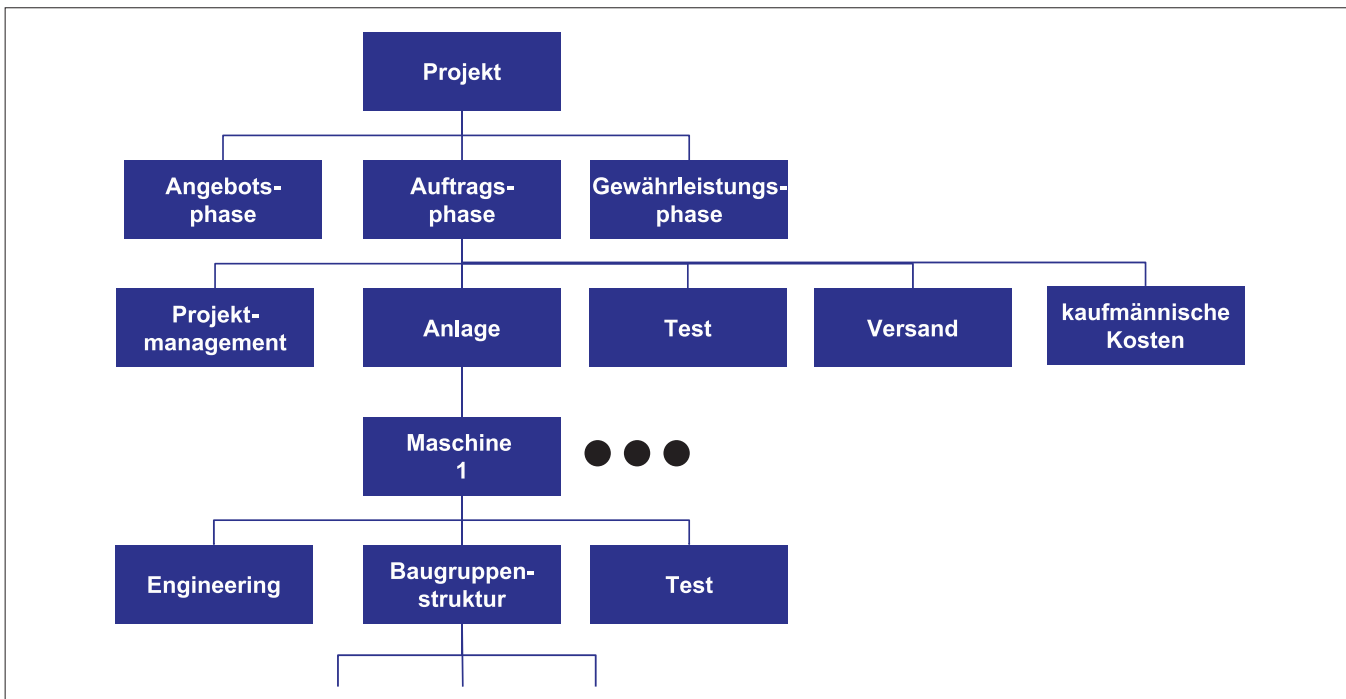 Projekt
Angebots-
phase
Auftrags-
phase
Gewährleistungs-
phase
Projekt-
management
Anlage
Test
Versand
kaufmännische
Kosten
Maschine
1
Engineering
Baugruppen-
struktur
Test